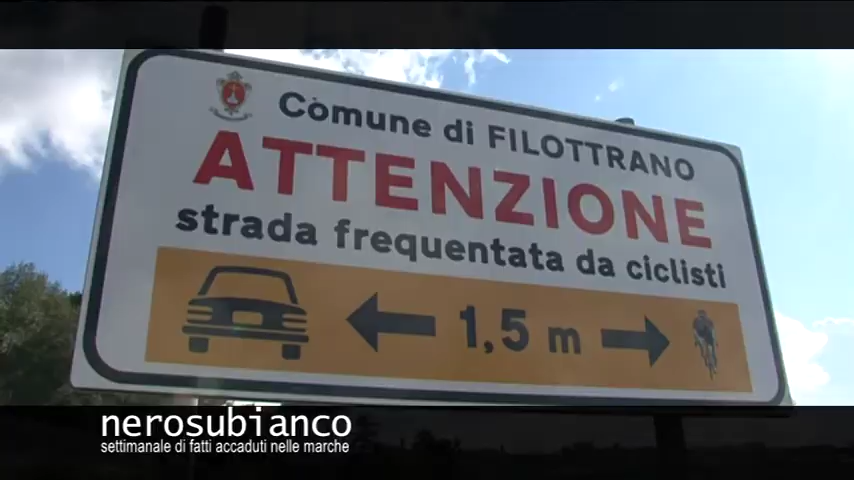 Comune di FILOTTRANO
ATTENZIONE
strada frequentata da ciclisti
1,5 m
nerosubianco
settimanale di fatti accaduti nelle marche